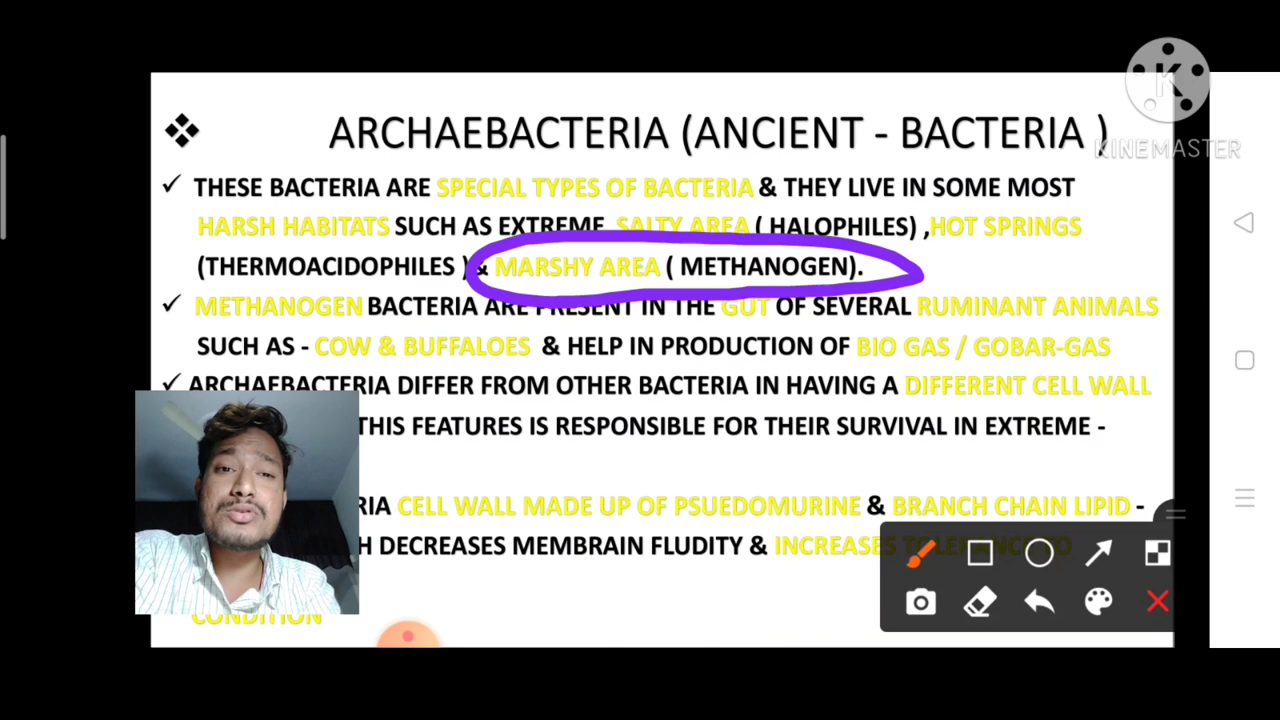 ❖ ARCHAEBACTERIA (ANCIENT - BACTERIA )
K
KINEMASTER
✓ THESE BACTERIA ARE SPECIAL TYPES OF BACTERIA & THEY LIVE IN SOME MOST
HARSH HABITATS SUCH AS EXTREME SALTY AREA ( HALOPHILES) ,HOT SPRINGS
(THERMOACIDOPHILES )& MARSHY AREA ( METHANOGEN).
✓ METHANOGEN BACTERIA ARE PRESENT IN THE GUT OF SEVERAL RUMINANT ANIMALS
SUCH AS - COW & BUFFALOES & HELP IN PRODUCTION OF BIO GAS / GOBAR-GAS
✓ ARCHAEBACTERIA DIFFER FROM OTHER BACTERIA IN HAVING A DIFFERENT CELL WALL
THIS FEATURES IS RESPONSIBLE FOR THEIR SURVIVAL IN EXTREME -
RIA CELL WALL MADE UP OF PSUEDOMURINE & BRANCH CHAIN LIPID -
H DECREASES MEMBRAIN FLUDITY & INCREASES TOLERANCE TO
CONDITION